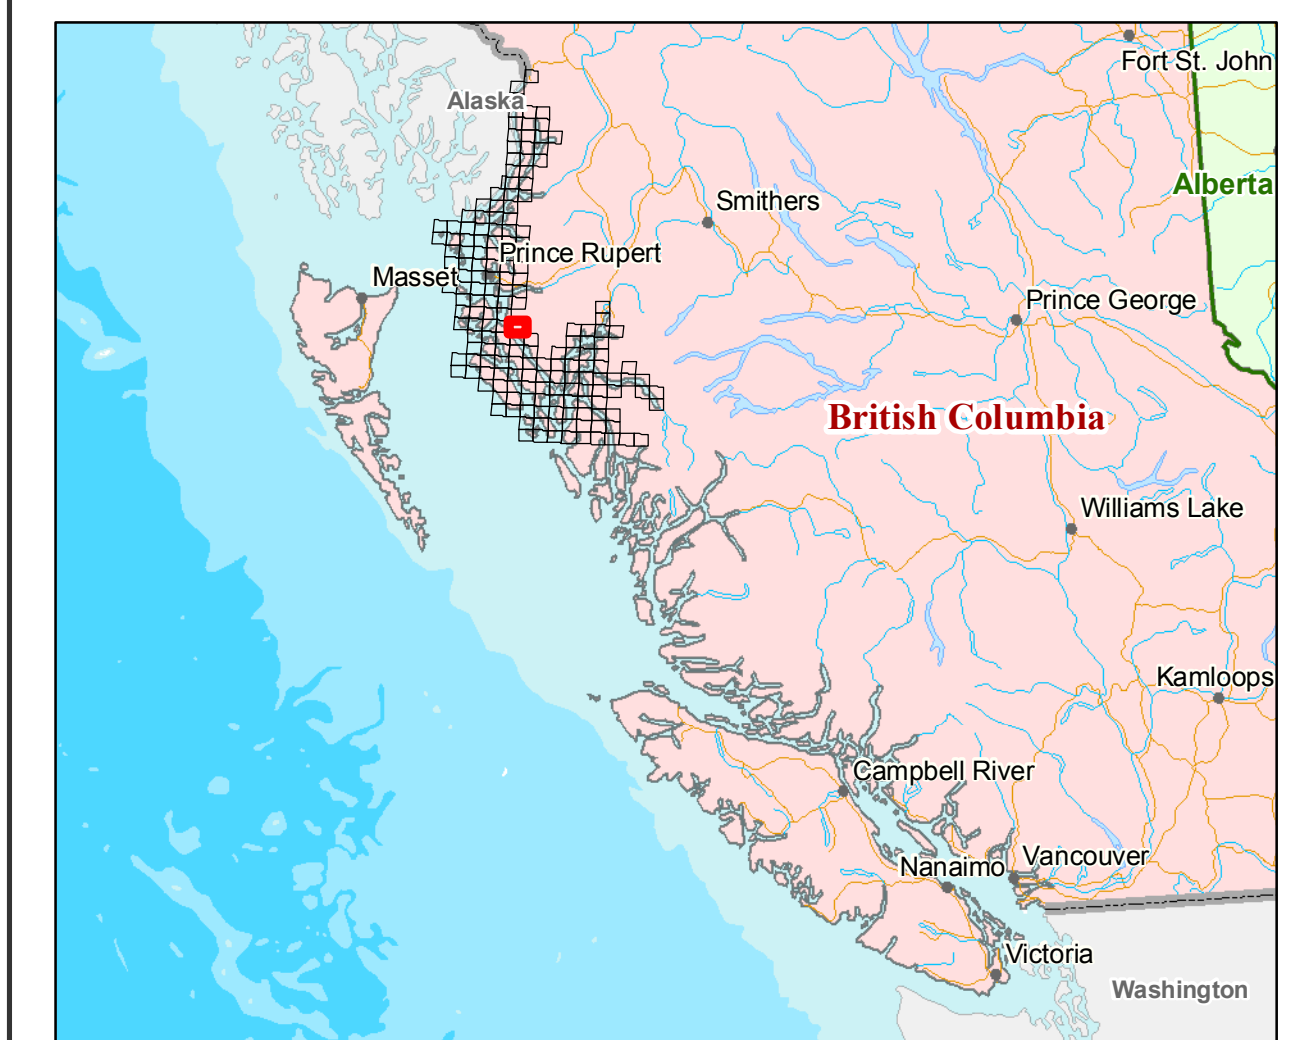 Fort St. John
Alaska
Alberta
Smithers
Prince Rupert
Masset
Prince George
British Columbia
Williams Lake
Kamloops
Campbell River
Vancouver
Nanaimo
Victoria
Washington